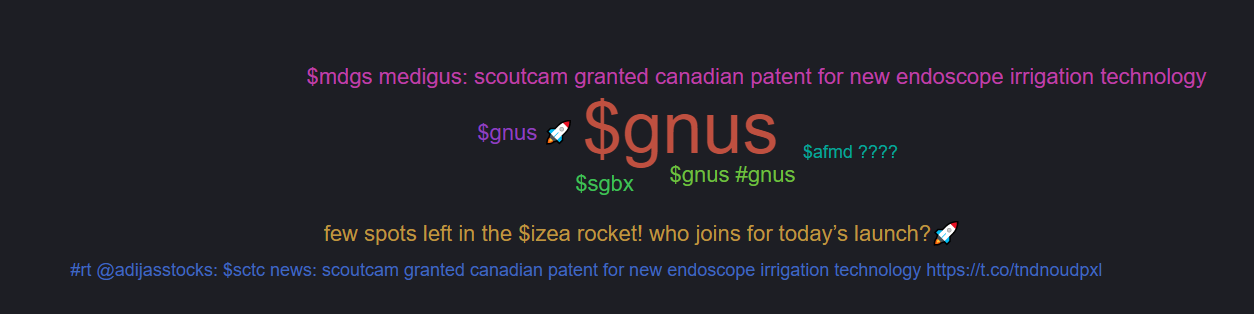 $mdgs medigus: scoutcam granted canadian patent for new endoscope irrigation technology
$gnus 🚀
$gnus
$afmd ????
$sgbx
$gnus #gnus
few spots left in the $izea rocket! who joins for today’s launch?🚀
#rt @adijasstocks: $sctc news: scoutcam granted canadian patent for new endoscope irrigation technology https://t.co/tndnoudpxl